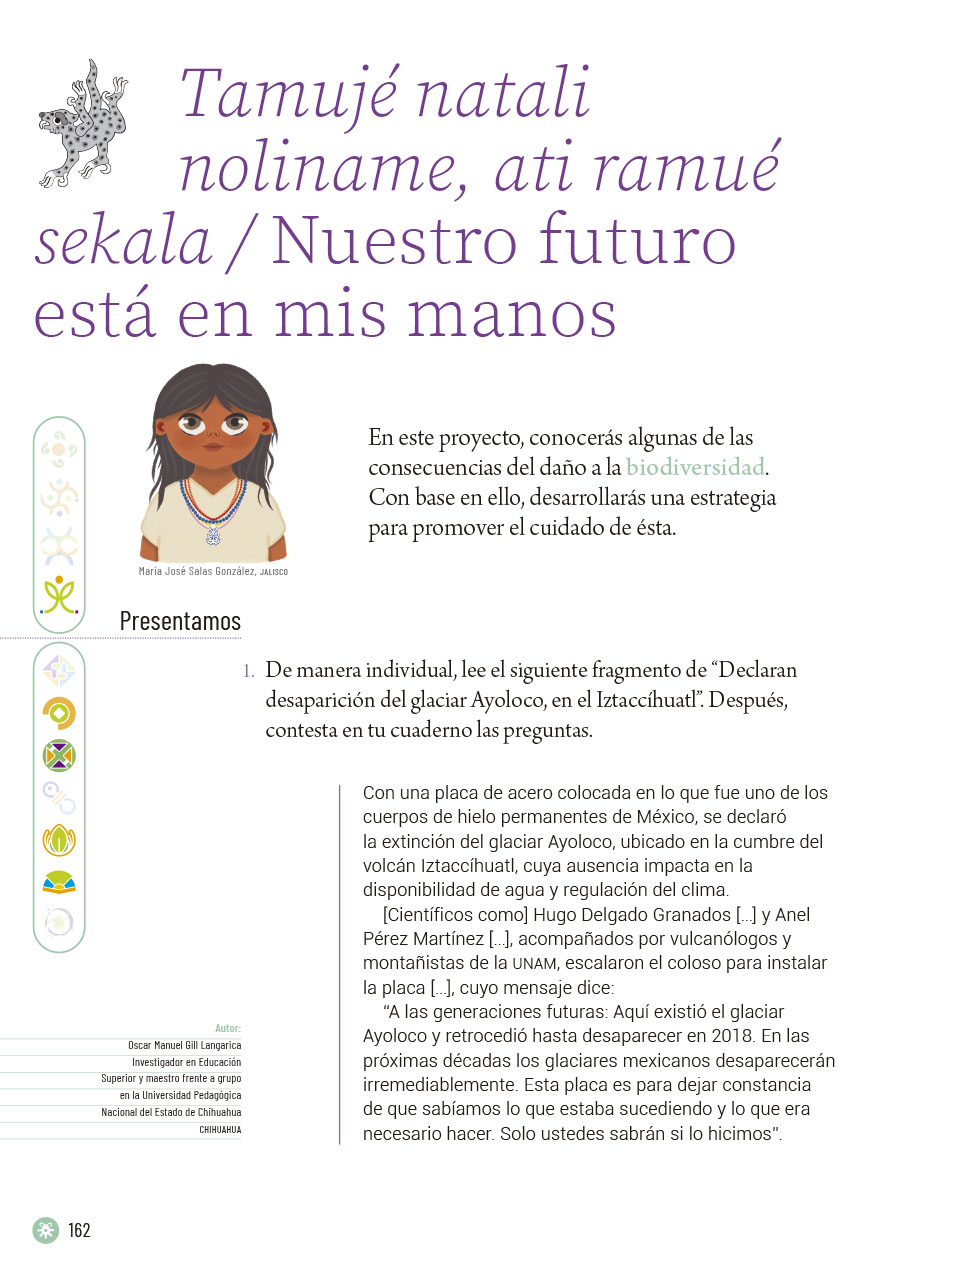 Tamujé natali
noliname, ati ramué
sekala / Nuestro futuro
está en mis manos
En este proyecto, conocerás algunas de las
consecuencias del daño a la biodiversidad.
Con base en ello, desarrollarás una estrategia
para promover el cuidado de ésta.
María José Salas González, JALISCO
Presentamos
1. De manera individual, lee el siguiente fragmento de “Declaran
desaparición del glaciar Ayoloco, en el Iztaccíhuatl”. Después,
contesta en tu cuaderno las preguntas.
Con una placa de acero colocada en lo que fue uno de los
cuerpos de hielo permanentes de México, se declaró
la extinción del glaciar Ayoloco, ubicado en la cumbre del
volcán Iztaccíhuatl, cuya ausencia impacta en la
disponibilidad de agua y regulación del clima.
[Científicos como] Hugo Delgado Granados [...] y Anel
Pérez Martínez [...], acompañados por vulcanólogos y
montañistas de la UNAM, escalaron el coloso para instalar
la placa [...], cuyo mensaje dice:
“A las generaciones futuras: Aquí existió el glaciar
Ayoloco y retrocedió hasta desaparecer en 2018. En las
próximas décadas los glaciares mexicanos desaparecerán
irremediablemente. Esta placa es para dejar constancia
de que sabíamos lo que estaba sucediendo y lo que era
necesario hacer. Solo ustedes sabrán si lo hicimos”.
Autor:
Oscar Manuel Gill Langarica
Investigador en Educación
Superior y maestro frente a grupo
en la Universidad Pedagógica
Nacional del Estado de Chihuahua
CHIHUAHUA
162